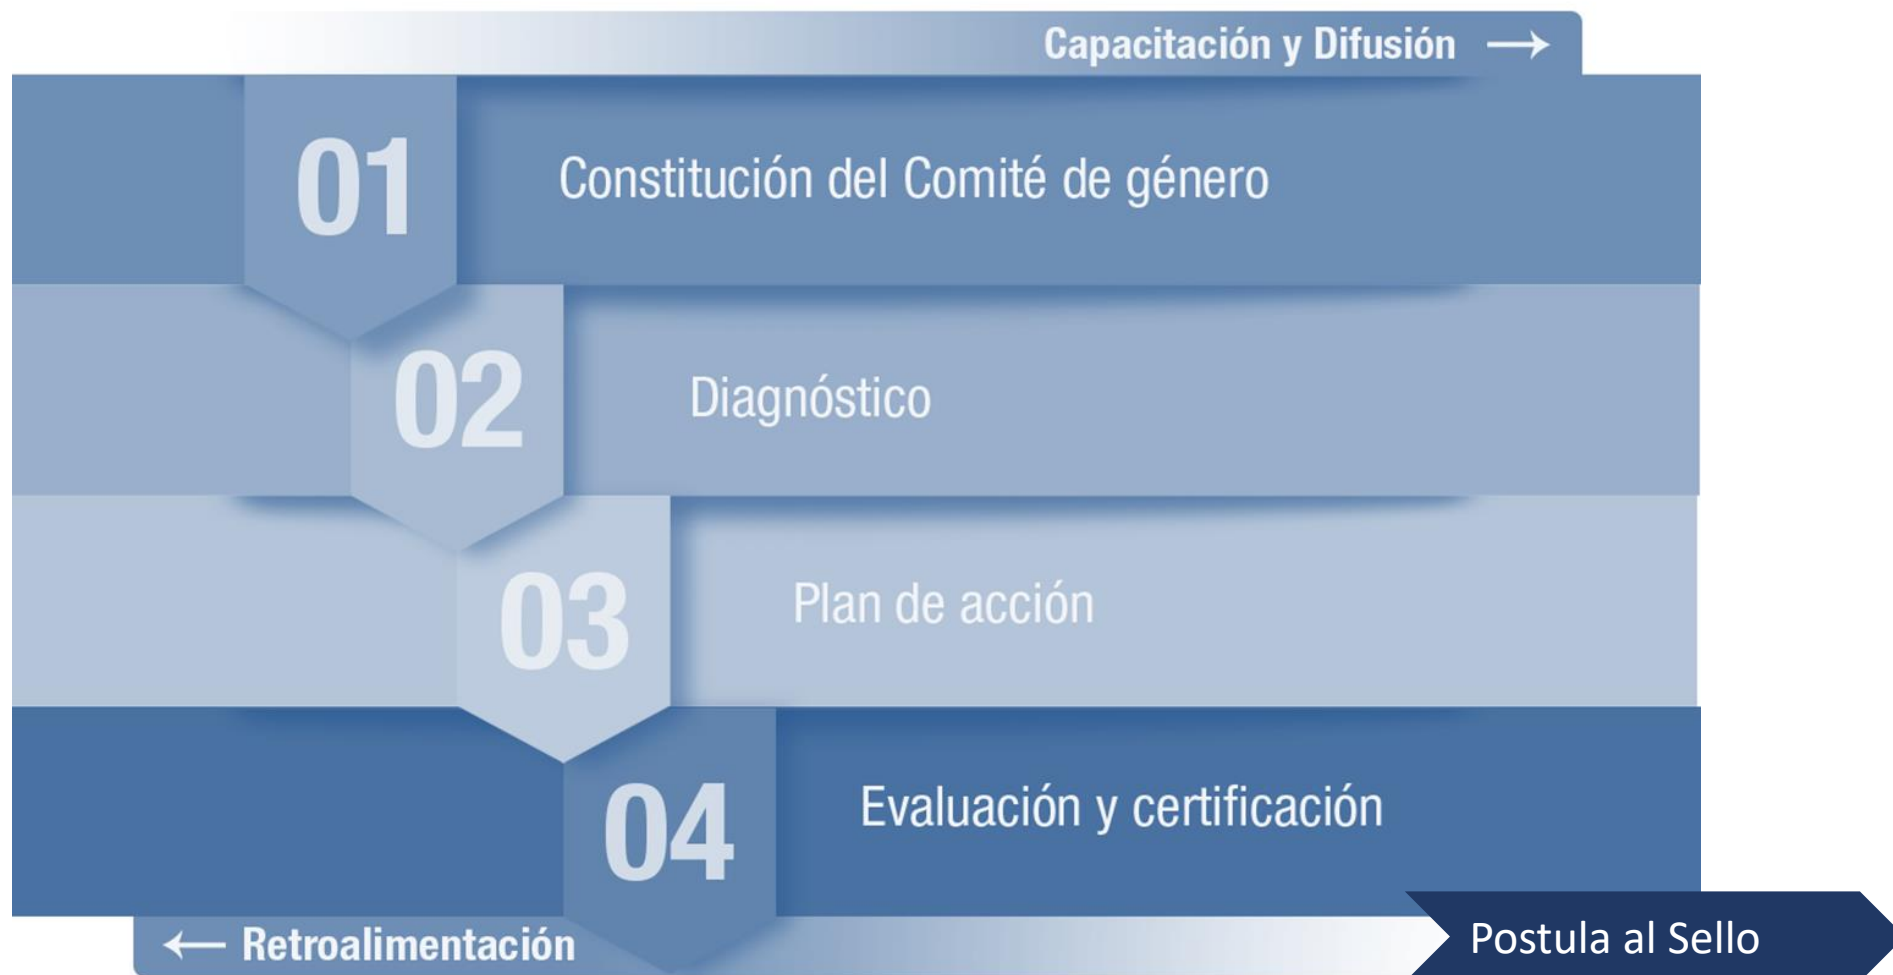 Capacitación y Difusión →
01
Constitución del Comité de género
02
Diagnóstico
03
Plan de acción
04
Evaluación y certificación
← Retroalimentación
Postula al Sello